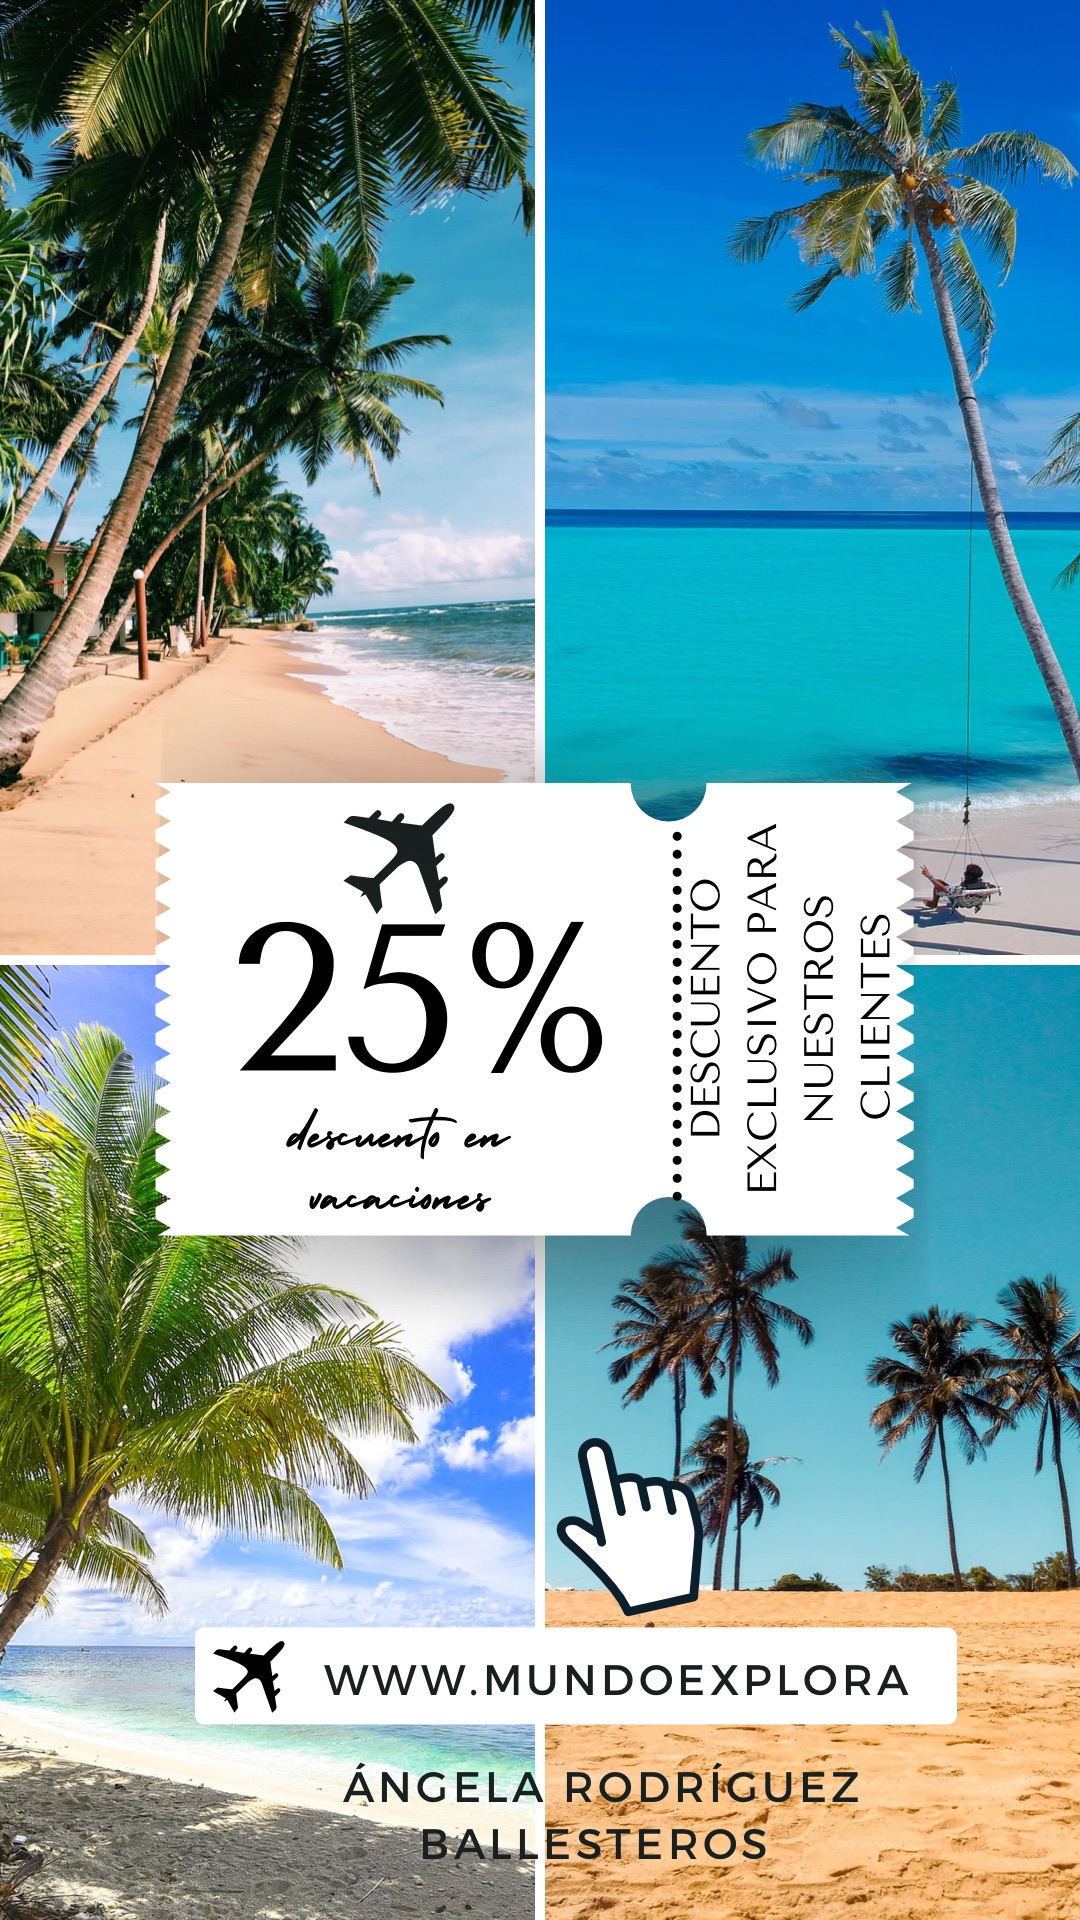 25%
descuento en
vacaciones
DESCUENTO
EXCLUSIVO PARA
NUESTROS
CLIENTES
WWW.MUNDOEXPLORA
ÁNGELA RODRÍGUEZ
BALLESTEROS